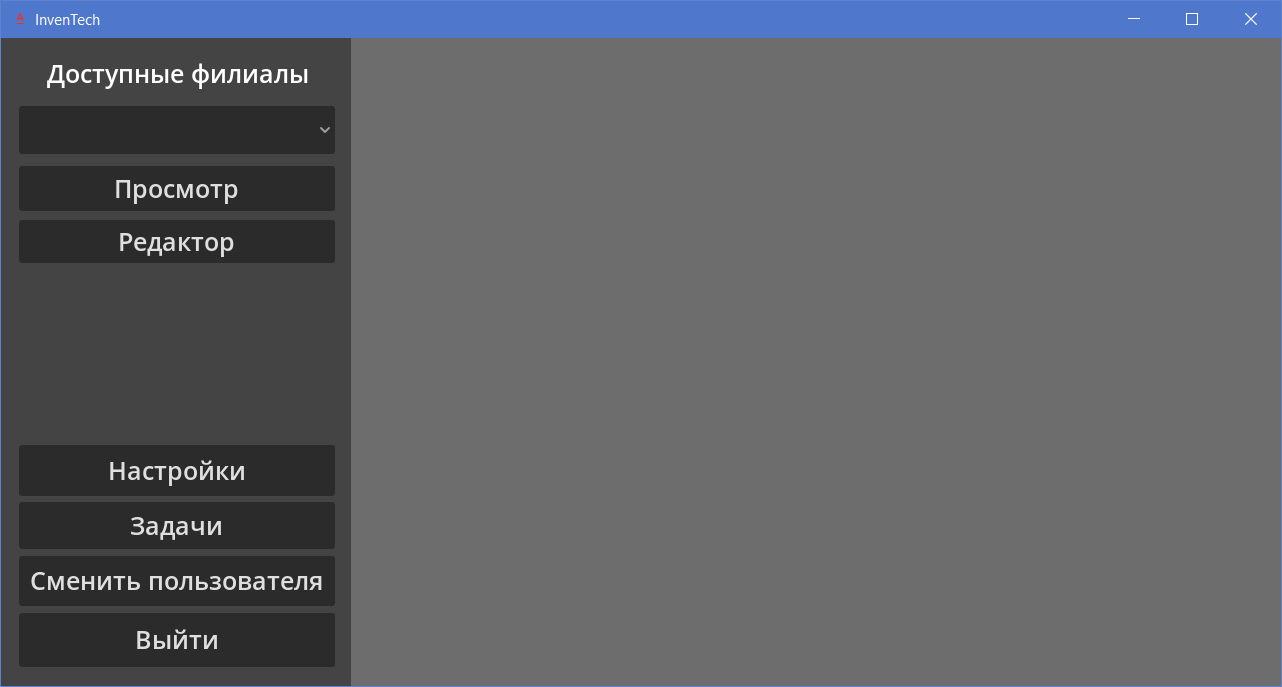 InvenTech
Доступные филиалы
Просмотр
Редактор
Настройки
Задачи
Сменить пользователя
Выйти